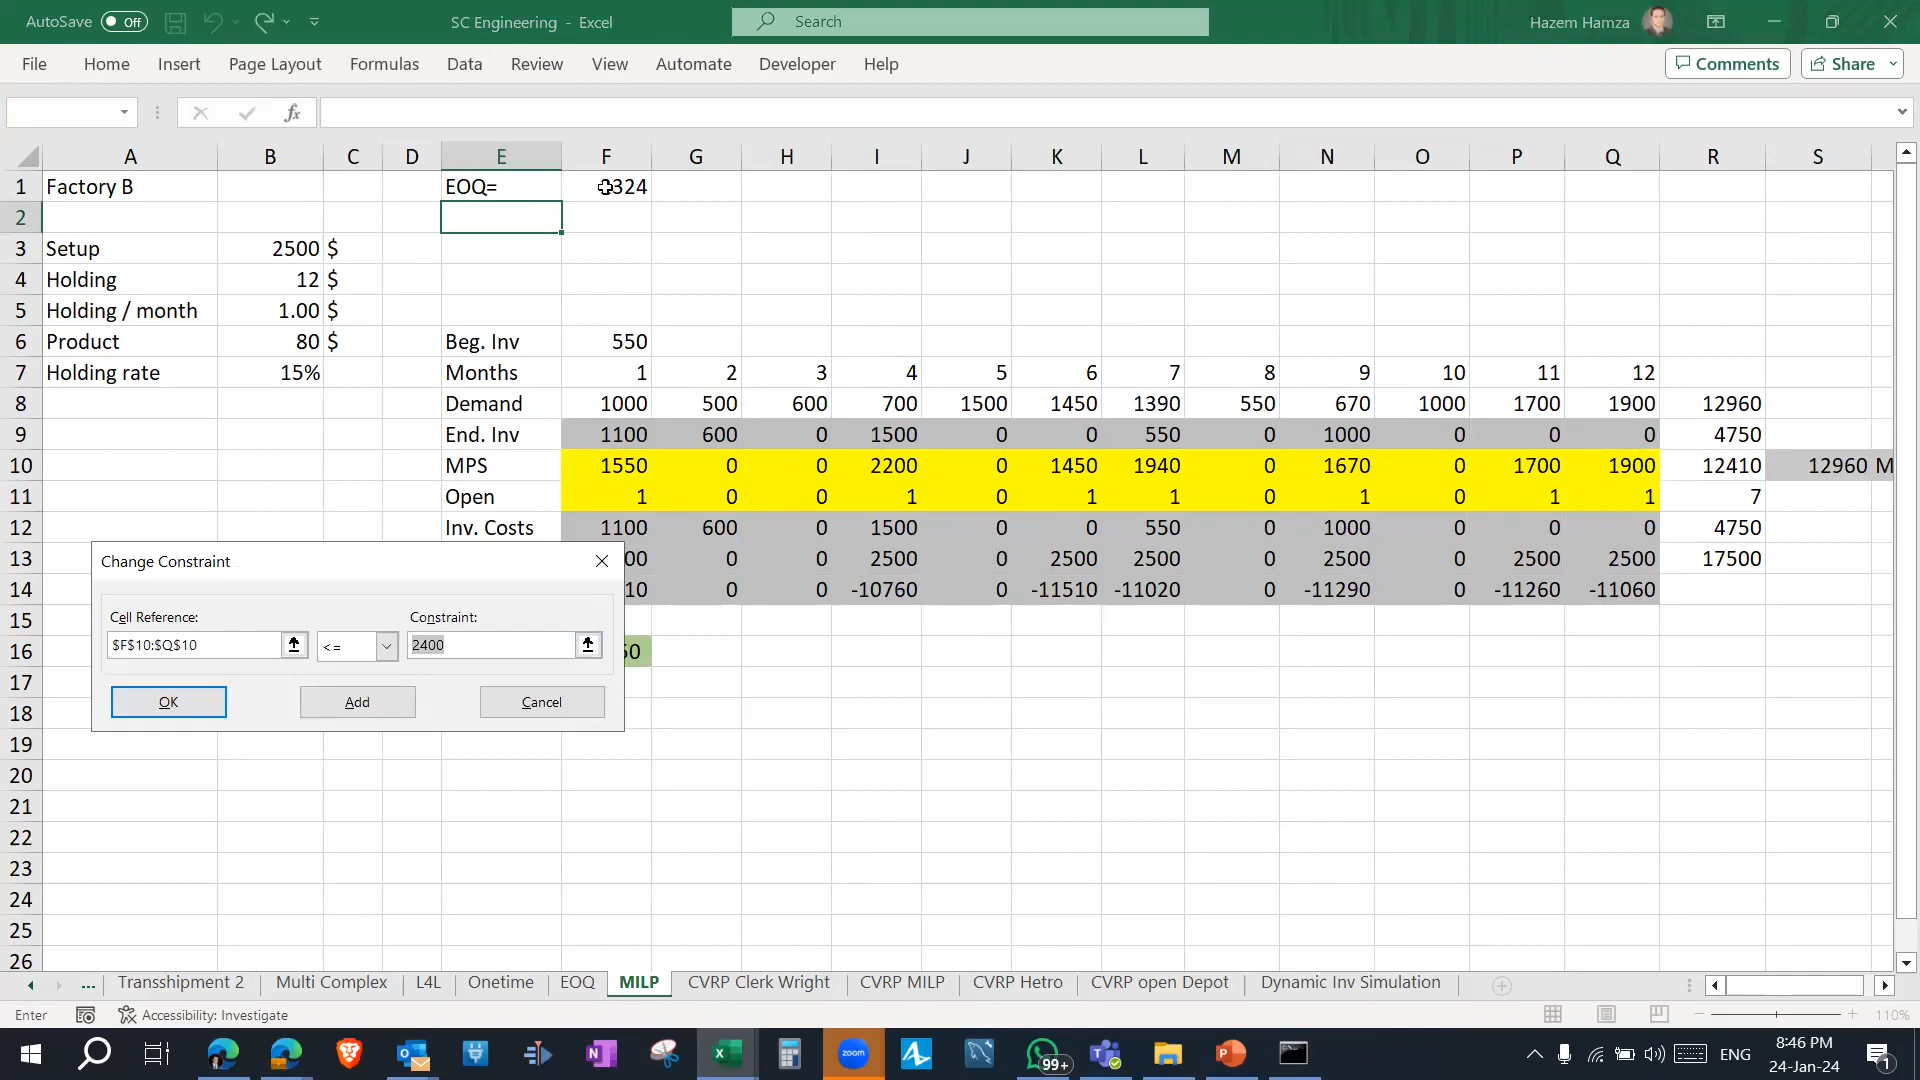 AutoSave Off SC Engineering - Excel Search Hazem Hamza
File Home Insert Page Layout Formulas Data Review View Automate Developer Help Comments Share
fx
A B C D E F G H I J K L M N O P Q R S
1 Factory B EOQ= 324
2
3 Setup 2500 $
4 Holding 12 $
5 Holding / month 1.00 $
6 Product 80 $ Beg. Inv 550
7 Holding rate 15% Months 1 2 3 4 5 6 7 8 9 10 11 12
8 Demand 1000 500 600 700 1500 1450 1390 550 670 1000 1700 1900 12960
9 End. Inv 1100 600 0 1500 0 0 550 0 1000 0 0 0 4750
10 MPS 1550 0 0 2200 0 1450 1940 0 1670 0 1700 1900 12410 12960 M
11 Open 1 0 0 1 0 1 1 0 1 0 1 1 7
12 Inv. Costs 1100 600 0 1500 0 0 550 0 1000 0 0 0 4750
13 00 0 0 2500 0 2500 2500 0 2500 0 2500 2500 17500
14 10 0 0 -10760 0 -11510 -11020 0 -11290 0 -11260 -11060
15
16 50
17
18
19
20
21
22
23
24
25
26
Change Constraint
Cell Reference: Constraint:
$F$10:$Q$10 <= 2400
OK Add Cancel
... Transshipment 2 Multi Complex L4L Onetime EOQ MILP CVRP Clerk Wright CVRP MILP CVRP Hetro CVRP open Depot Dynamic Inv Simulation
Enter Accessibility: Investigate 110%
zoom 99+ ENG 8:46 PM
24-Jan-24 1